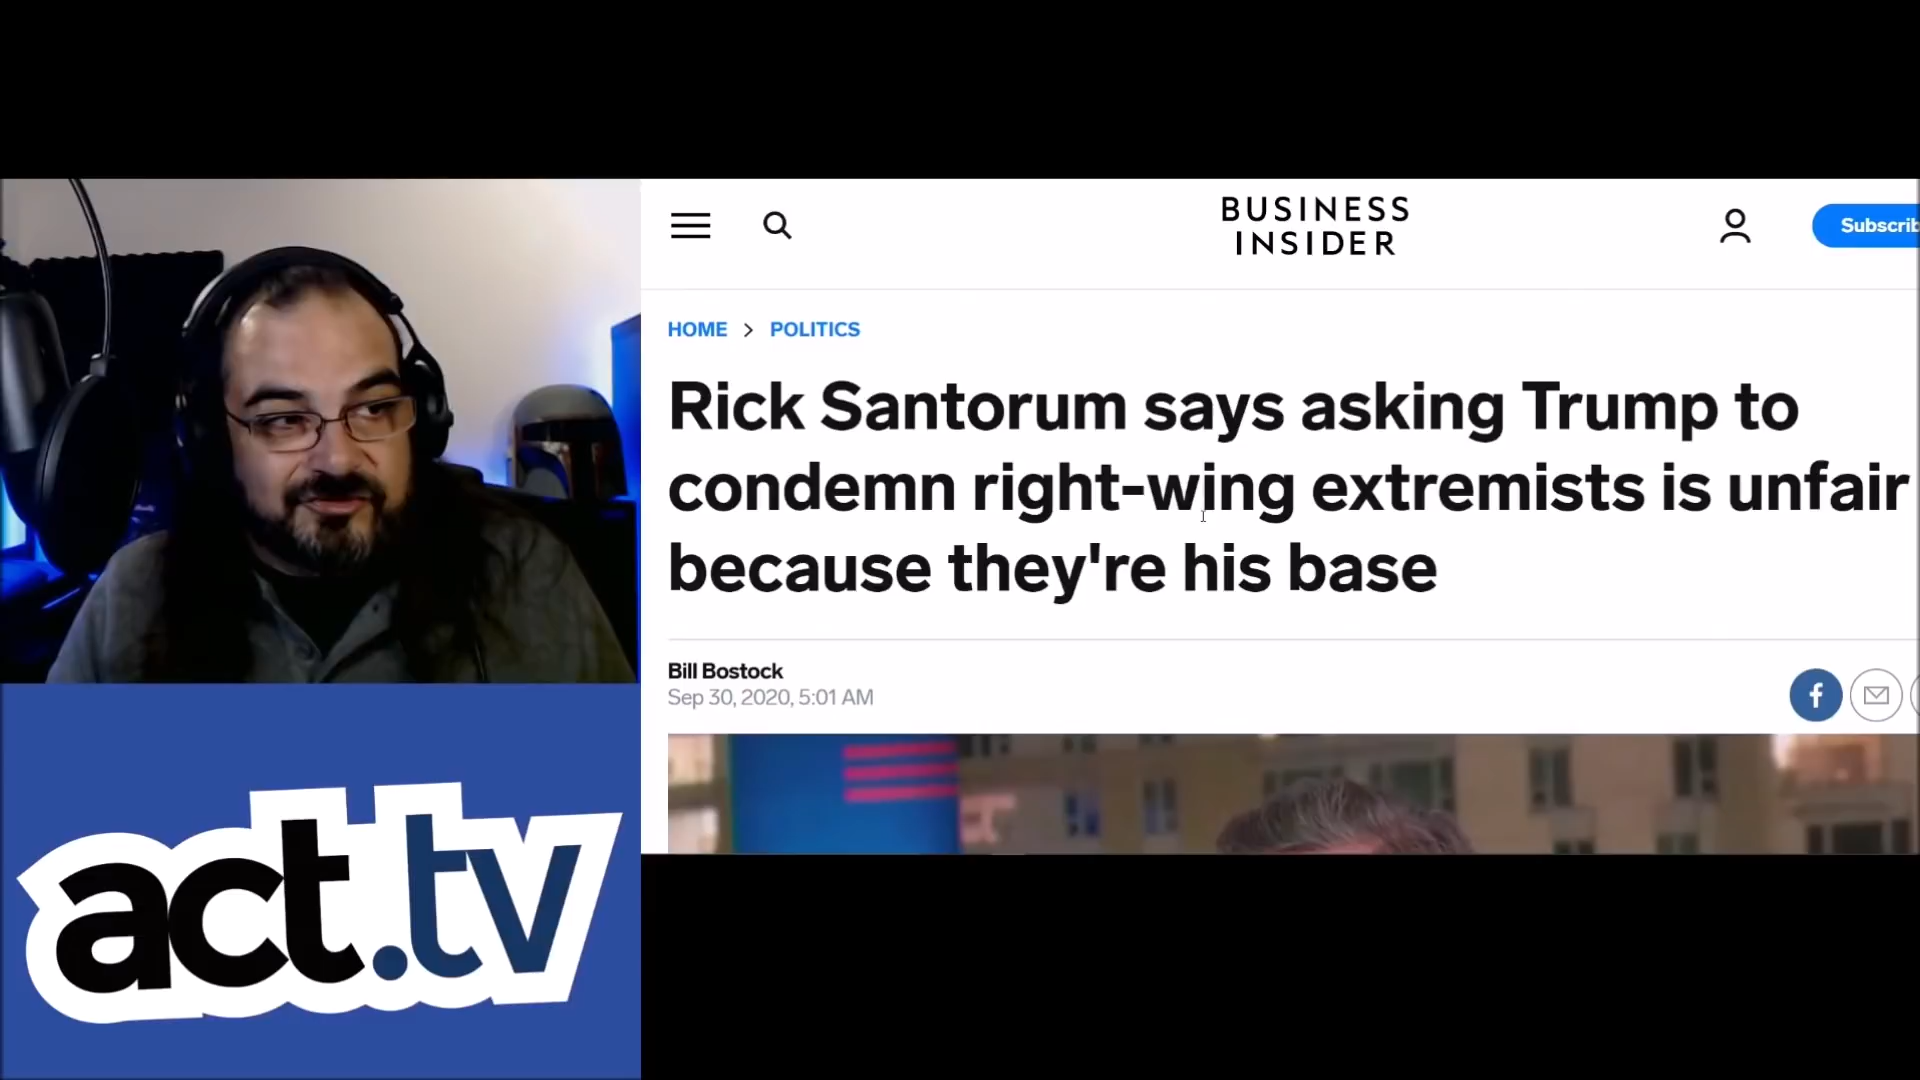 BUSINESS
INSIDER
Subscrib
HOME > POLITICS
Rick Santorum says asking Trump to
condemn right-wing extremists is unfair
because they're his base
Bill Bostock
Sep 30, 2020, 5:01 AM
f
act.tv